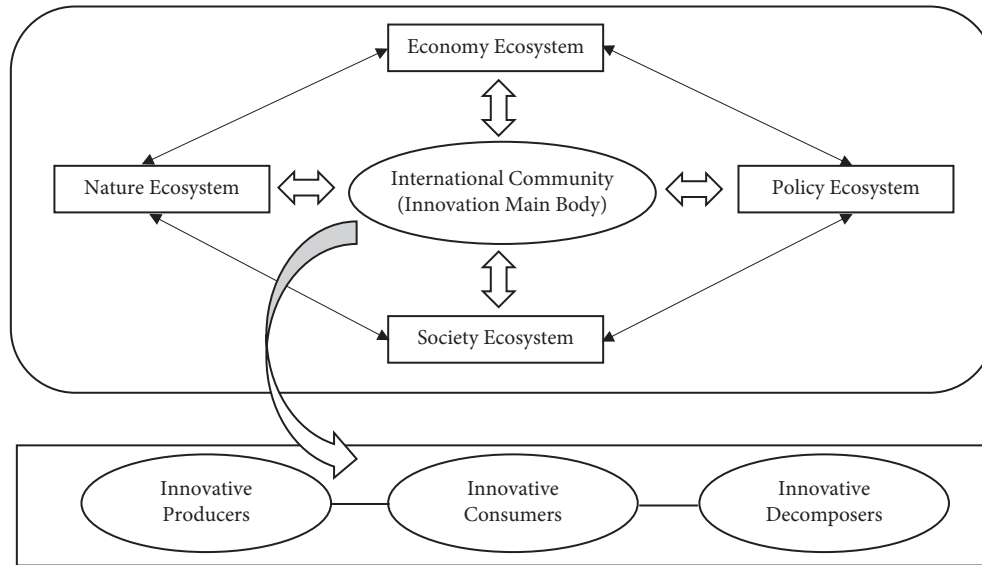 Economy Ecosystem
Nature Ecosystem
International Community
(Innovation Main Body)
Policy Ecosystem
Society Ecosystem
Innovative
Producers
Innovative
Consumers
Innovative
Decomposers